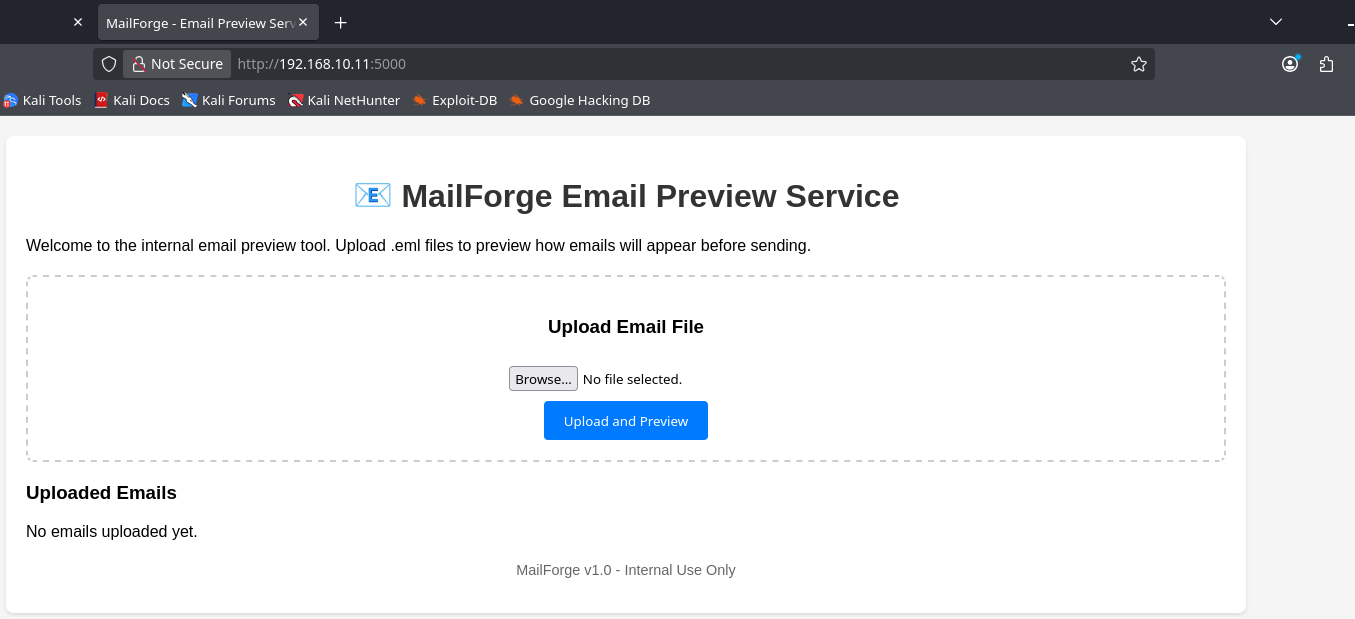 MailForge - Email Preview Serv
Not Secure http://192.168.10.11:5000
Kali Tools Kali Docs Kali Forums Kali NetHunter Exploit-DB Google Hacking DB
📧 MailForge Email Preview Service
Welcome to the internal email preview tool. Upload .eml files to preview how emails will appear before sending.
Upload Email File
Browse... No file selected.
Upload and Preview
Uploaded Emails
No emails uploaded yet.
MailForge v1.0 - Internal Use Only